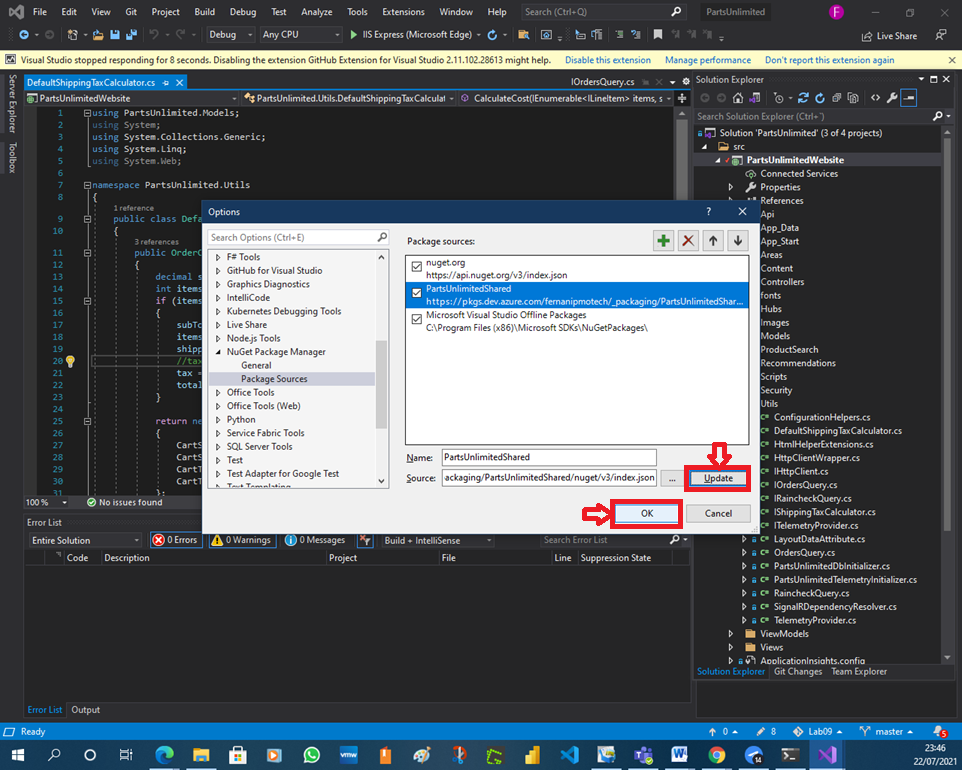 File Edit View Git Project Build Debug Test Analyze Tools Extensions Window Help Search (Ctrl+Q) PartsUnlimited F
Debug Any CPU IIS Express (Microsoft Edge) Live Share
Visual Studio stopped responding for 8 seconds. Disabling the extension GitHub Extension for Visual Studio 2.11.102.28613 might help. Disable this extension Manage performance Don't report this extension again
Server Explorer
Toolbox
DefaultShippingTaxCalculator.cs IOrdersQuery.cs
PartsUnlimitedWebsite PartsUnlimited.Utils.DefaultShippingTaxCalculat CalculateCost(IEnumerable<ILineItem> items, s
1 using PartsUnlimited.Models;
2 using System;
3 using System.Collections.Generic;
4 using System.Linq;
5 using System.Web;
6
7 namespace PartsUnlimited.Utils
8 {
1 reference
9 public class Defa
10 {
3 references
11 public OrderC
12 {
13 decimal s
14 int items
15 if (items
16 {
17 subTo
18 items
19 shipp
20 //tax
21 tax =
22 total
23 }
24
25 return ne
26 {
27 CartS
28 CartS
29 CartT
30 CartT
31 };
100 % No issues found
Options ? 
Search Options (Ctrl+E)
F# Tools
GitHub for Visual Studio
Graphics Diagnostics
IntelliCode
Kubernetes Debugging Tools
Live Share
Node.js Tools
NuGet Package Manager
General
Package Sources
Office Tools
Office Tools (Web)
Python
Service Fabric Tools
SQL Server Tools
Test
Test Adapter for Google Test
Text Templating
Package sources:
nuget.org
https://api.nuget.org/v3/index.json
PartsUnlimitedShared
https://pkgs.dev.azure.com/fernanipmotech/_packaging/PartsUnlimitedShar...
Microsoft Visual Studio Offline Packages
C:\Program Files (x86)\Microsoft SDKs\NuGetPackages\
Name: PartsUnlimitedShared
Source: ackaging/PartsUnlimitedShared/nuget/v3/index.json ... Update
OK Cancel
Solution Explorer
Search Solution Explorer (Ctrl+')
Solution 'PartsUnlimited' (3 of 4 projects)
src
PartsUnlimitedWebsite
Connected Services
Properties
References
Api
App_Data
App_Start
Areas
Content
Controllers
fonts
Hubs
Images
Models
ProductSearch
Recommendations
Scripts
Security
Utils
C# ConfigurationHelpers.cs
C# DefaultShippingTaxCalculator.cs
C# HtmlHelperExtensions.cs
C# HttpClientWrapper.cs
C# IHttpClient.cs
C# IOrdersQuery.cs
C# IRaincheckQuery.cs
C# IShippingTaxCalculator.cs
C# ITelemetryProvider.cs
C# LayoutDataAttribute.cs
C# OrdersQuery.cs
C# PartsUnlimitedDbInitializer.cs
C# PartsUnlimitedTelemetryInitializer.cs
C# RaincheckQuery.cs
C# SignalRDependencyResolver.cs
C# TelemetryProvider.cs
ViewModels
Views
ApplicationInsights.config
Solution Explorer Git Changes Team Explorer
Error List
Entire Solution 0 Errors 0 Warnings 0 Messages Build + IntelliSense Search Error List
Code Description Project File Line Suppression State
Error List Output
Ready 0 8 Lab09 master 5
vmw 14 W
23:46
22/07/2021